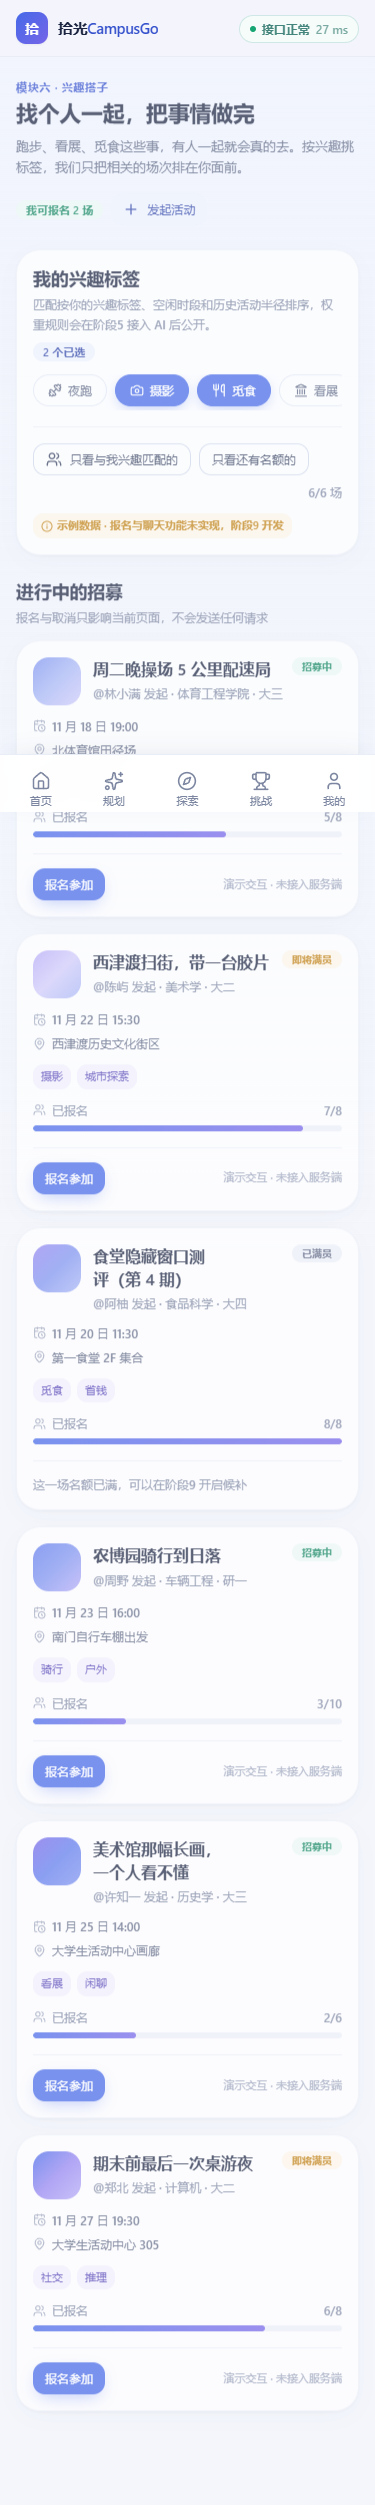 拾 拾光CampusGo 接口正常 27 ms
模块六 · 兴趣搭子
找个人一起，把事情做完
跑步、看展、觅食这些事，有人一起就会真的去。按兴趣挑
标签，我们只把相关的场次排在你面前。
我可报名 2 场 发起活动
我的兴趣标签
匹配按你的兴趣标签、空闲时段和历史活动半径排序，权
重规则会在阶段5 接入 AI 后公开。
2 个已选
夜跑 摄影 觅食 看展
只看与我兴趣匹配的 只看还有名额的
6/6 场
示例数据 · 报名与聊天功能未实现，阶段9 开发
进行中的招募
报名与取消只影响当前页面，不会发送任何请求
周二晚操场 5 公里配速局 招募中
@林小满 发起 · 体育工程学院 · 大三
11 月 18 日 19:00
北体育馆田径场
首页 规划 探索 挑战 我的
已报名 5/8
报名参加 演示交互 · 未接入服务端
西津渡扫街，带一台胶片 即将满员
@陈屿 发起 · 美术学 · 大二
11 月 22 日 15:30
西津渡历史文化街区
摄影 城市探索
已报名 7/8
报名参加 演示交互 · 未接入服务端
食堂隐藏窗口测 已满员
评（第 4 期）
@阿柚 发起 · 食品科学 · 大四
11 月 20 日 11:30
第一食堂 2F 集合
觅食 省钱
已报名 8/8
这一场名额已满，可以在阶段9 开启候补
农博园骑行到日落 招募中
@周野 发起 · 车辆工程 · 研一
11 月 23 日 16:00
南门自行车棚出发
骑行 户外
已报名 3/10
报名参加 演示交互 · 未接入服务端
美术馆那幅长画， 招募中
一个人看不懂
@许知一 发起 · 历史学 · 大三
11 月 25 日 14:00
大学生活动中心画廊
看展 闲聊
已报名 2/6
报名参加 演示交互 · 未接入服务端
期末前最后一次桌游夜 即将满员
@郑北 发起 · 计算机 · 大二
11 月 27 日 19:30
大学生活动中心 305
社交 推理
已报名 6/8
报名参加 演示交互 · 未接入服务端